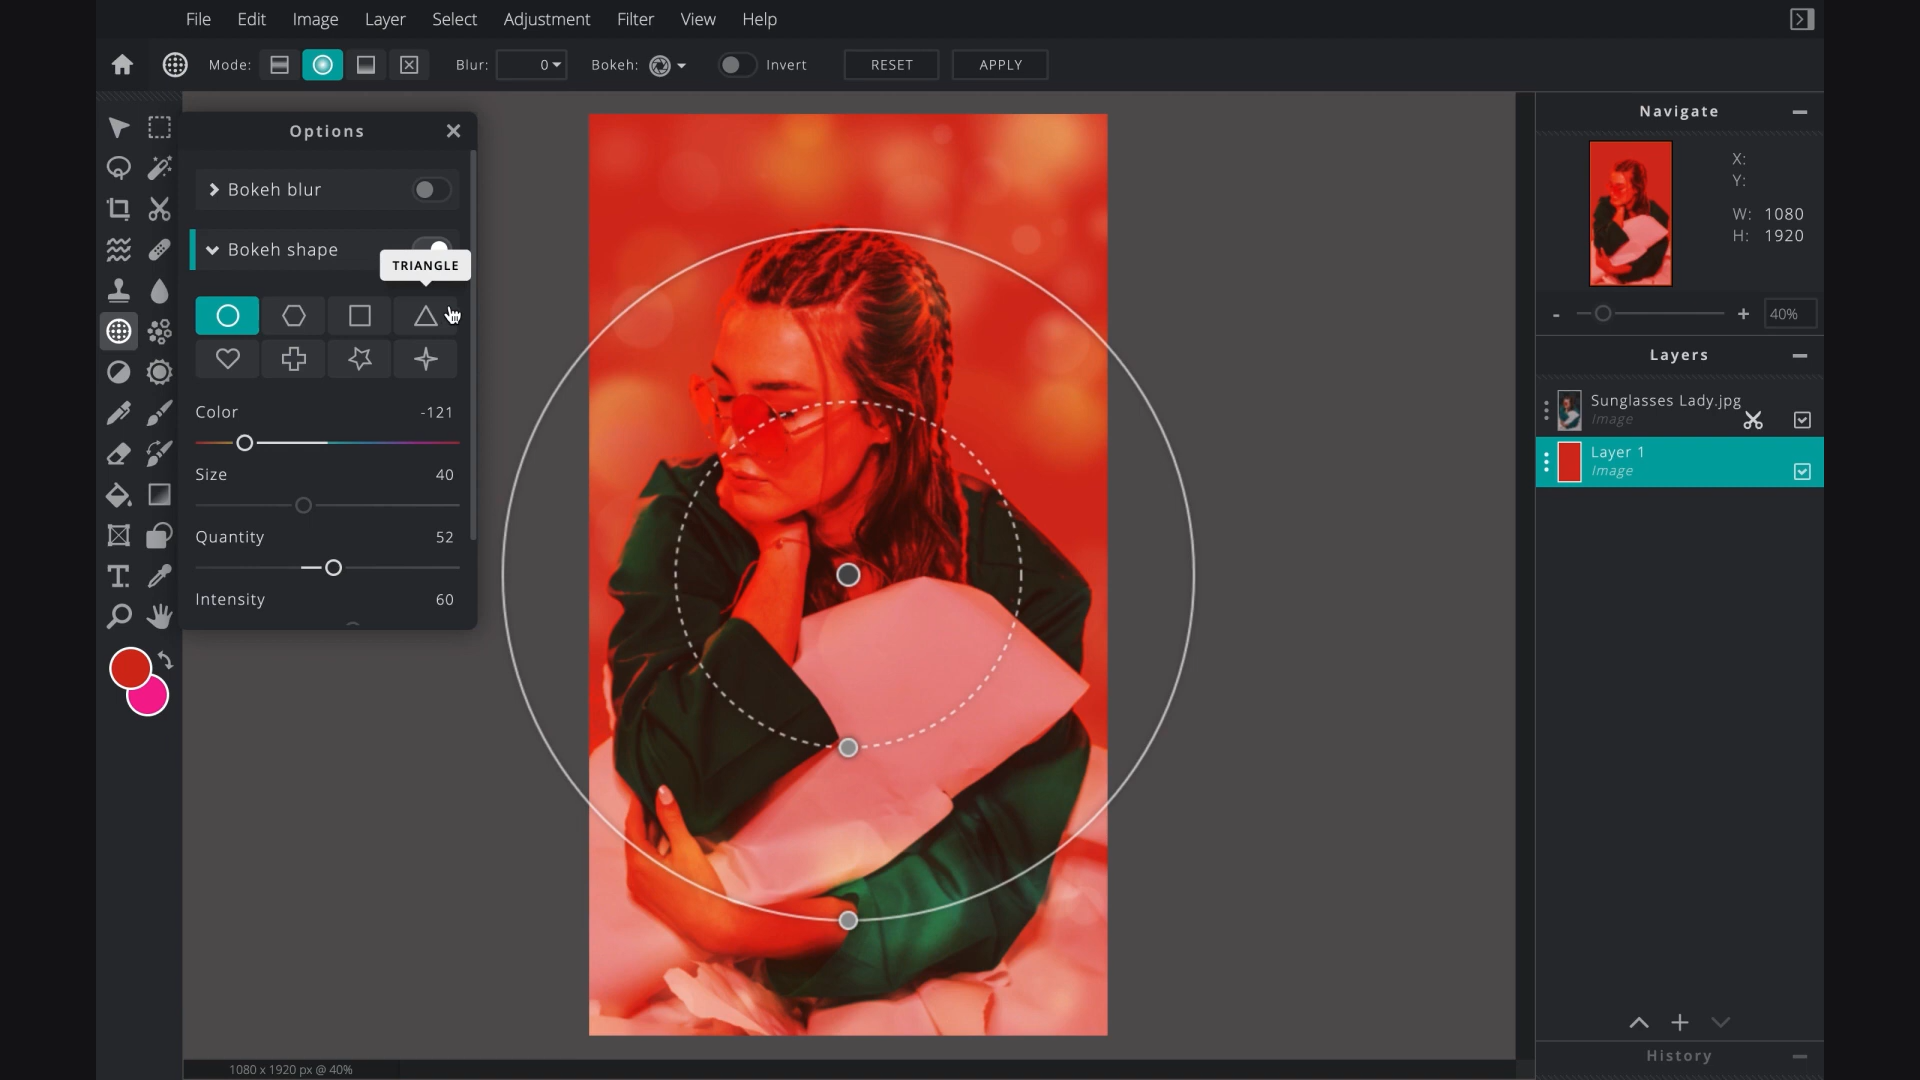 File Edit Image Layer Select Adjustment Filter View Help
Mode: Blur: 0 Bokeh: Invert RESET APPLY
Options
Bokeh blur
Bokeh shape
TRIANGLE
Color -121
Size 40
Quantity 52
Intensity 60
T.
Navigate
X:
Y:
W: 1080
H: 1920
- + 40%
Layers
Sunglasses Lady.jpg
Image
Layer 1
Image
History
1080 x 1920 px @ 40%